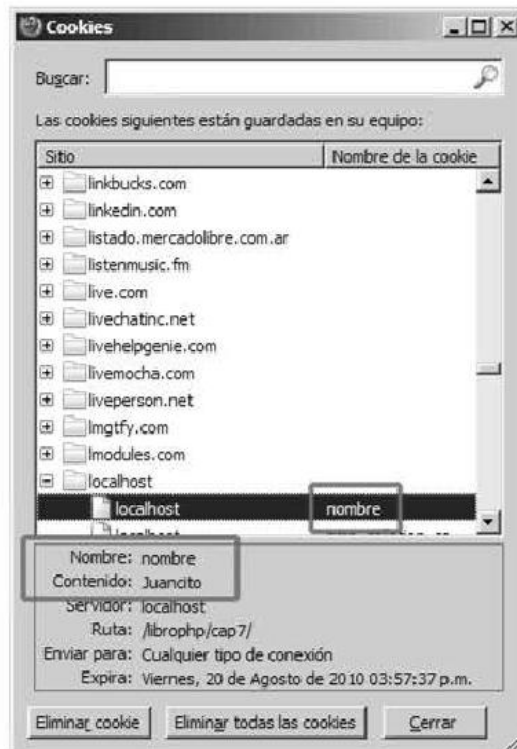 Cookies
Buscar:
Las cookies siguientes están guardadas en su equipo:
Sitio Nombre de la cookie
linkbucks.com
linkedin.com
listado.mercadolibre.com.ar
listenmusic.fm
live.com
livechatinc.net
livehelpgenie.com
livemocha.com
liveperson.net
lmgtfy.com
lmodules.com
localhost
localhost nombre
localhost
Nombre: nombre
Contenido: Juancito
Servidor: localhost
Ruta: /librophp/cap7/
Enviar para: Cualquier tipo de conexión
Expira: Viernes, 20 de Agosto de 2010 03:57:37 p.m.
Eliminar cookie Eliminar todas las cookies Cerrar